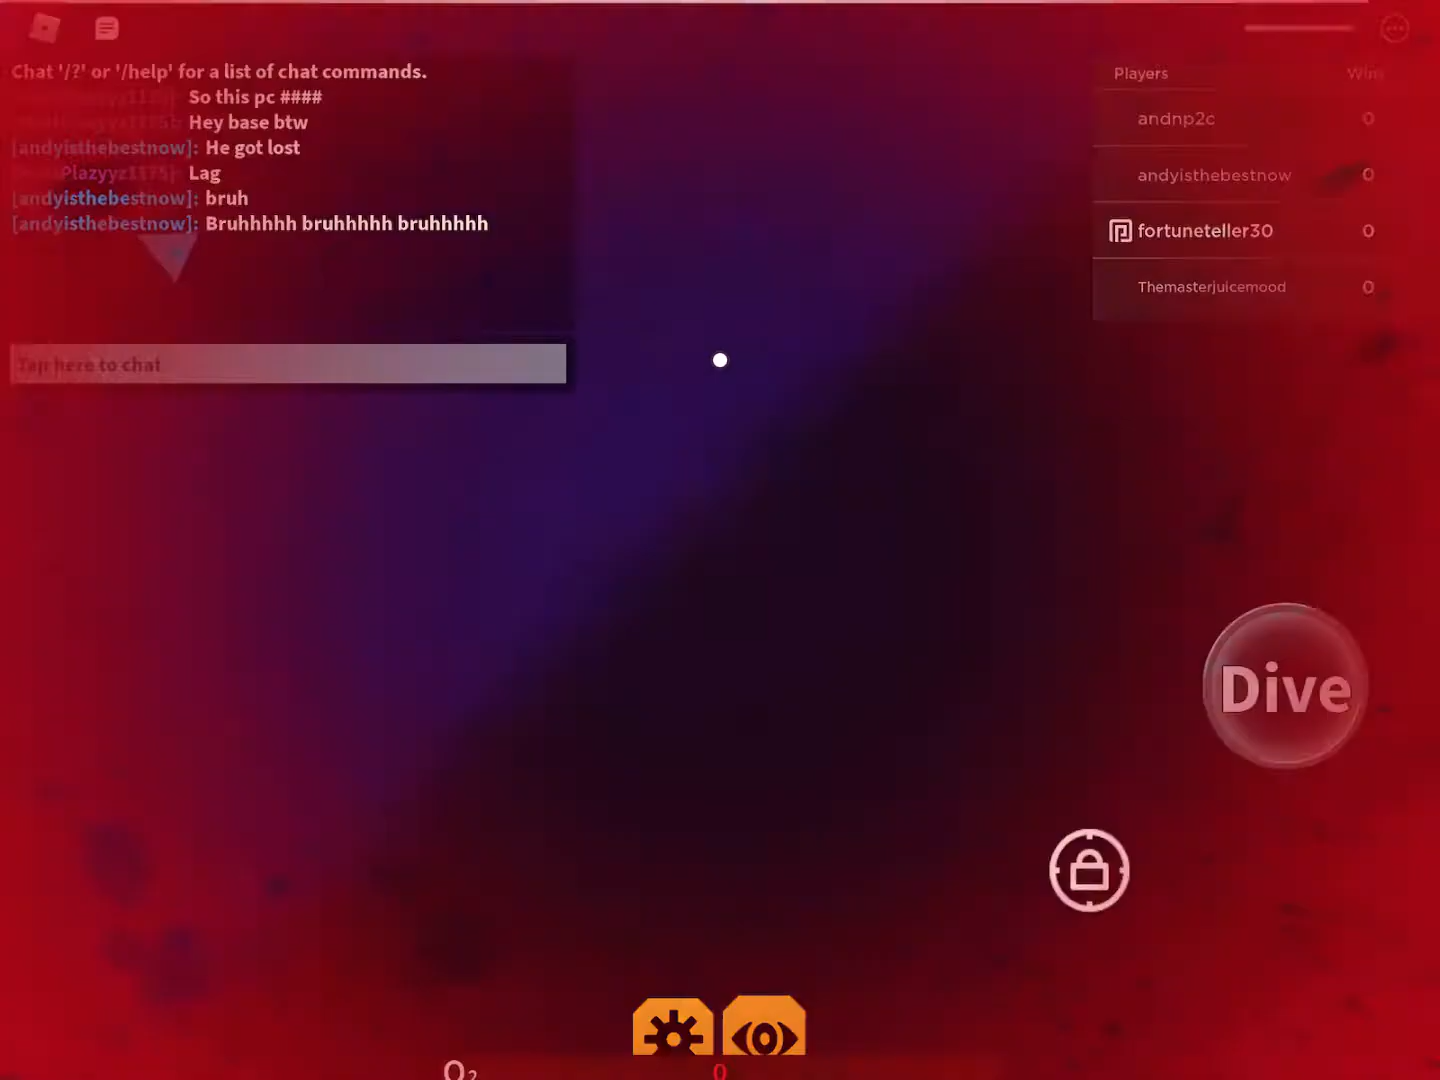 Chat '/?' or '/help' for a list of chat commands.
So this pc ####
Hey base btw
[andyisthebestnow]: He got lost
Plazyyz1175]: Lag
[andyisthebestnow]: bruh
[andyisthebestnow]: Bruhhhhh bruhhhhh bruhhhhh
Tap here to chat
Players Wins
andnp2c 0
andyisthebestnow 0
fortuneteller30 0
Themasterjuicemood 0
Dive
O₂ 0